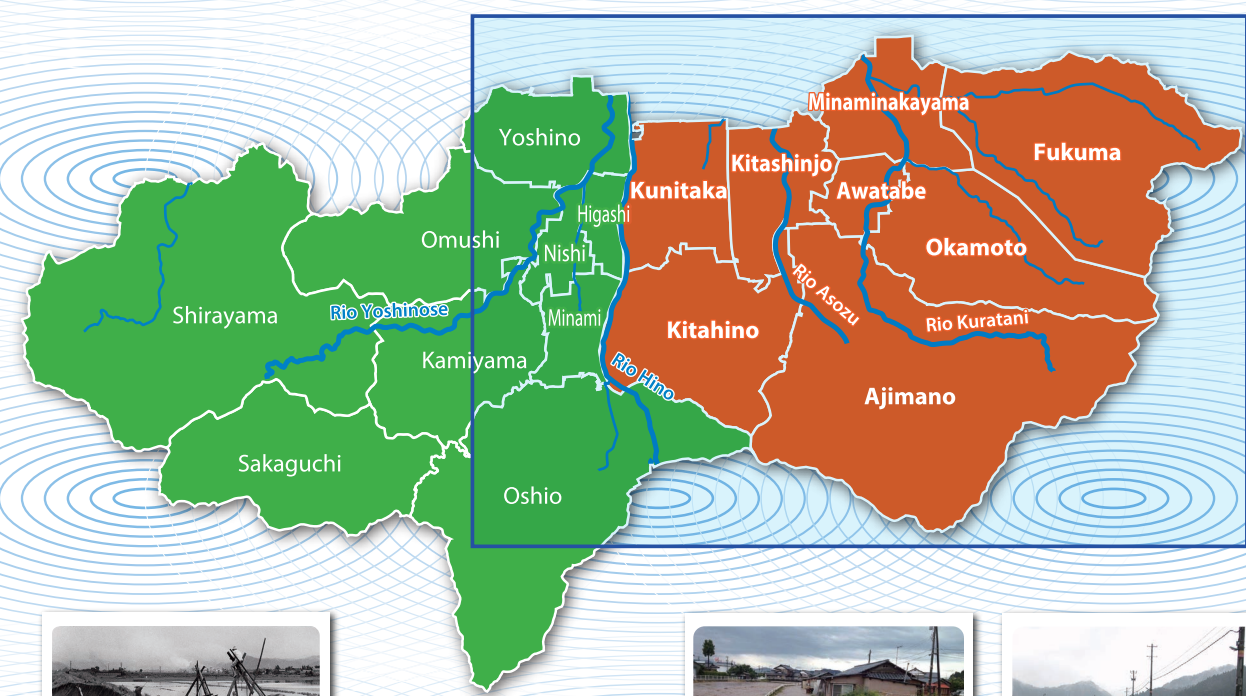 Minaminakayama
Yoshino
Fukuma
Kitashinjo
Kunitaka
Awatabe
Higashi
Omushi
Nishi
Okamoto
Rio Asozu
Shirayama
Rio Yoshinose
Minami
Rio Kuratani
Kitahino
Kamiyama
Rio Hino
Ajimano
Sakaguchi
Oshio